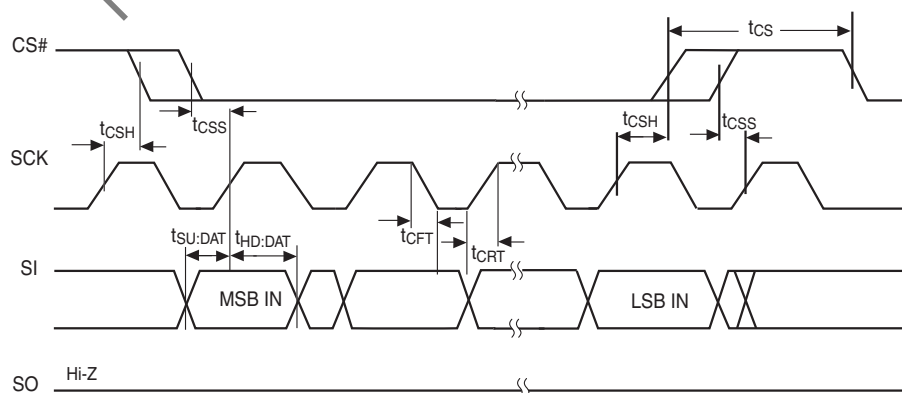 CS#
tCS
tCSH
tCSS
tCSH
tCSS
SCK
tSU:DAT
tHD:DAT
tCFT
tCRT
SI
MSB IN
LSB IN
SO
Hi-Z